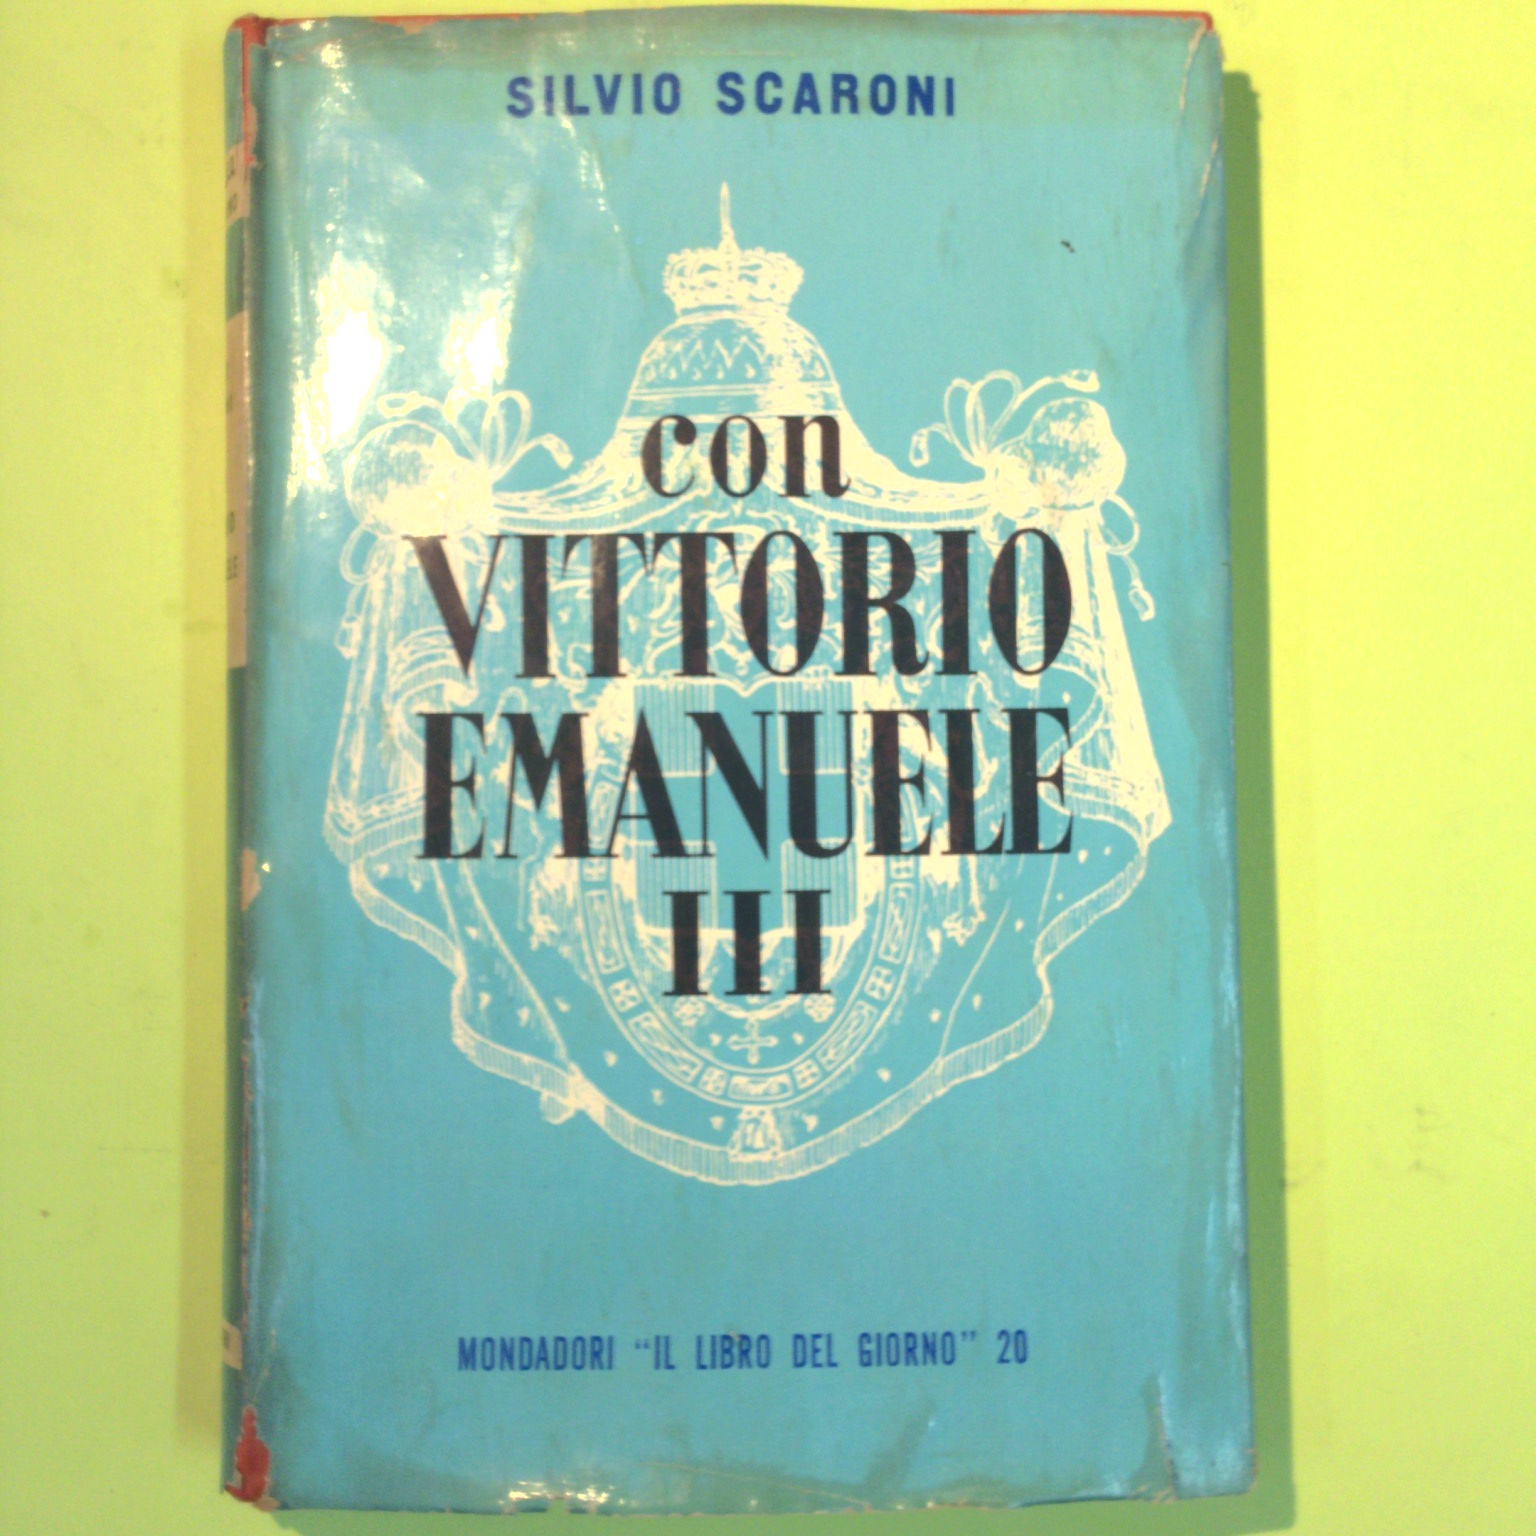 SILVIO SCARONI
con
VITTORIO
EMANUELE
III
MONDADORI "IL LIBRO DEL GIORNO" 20